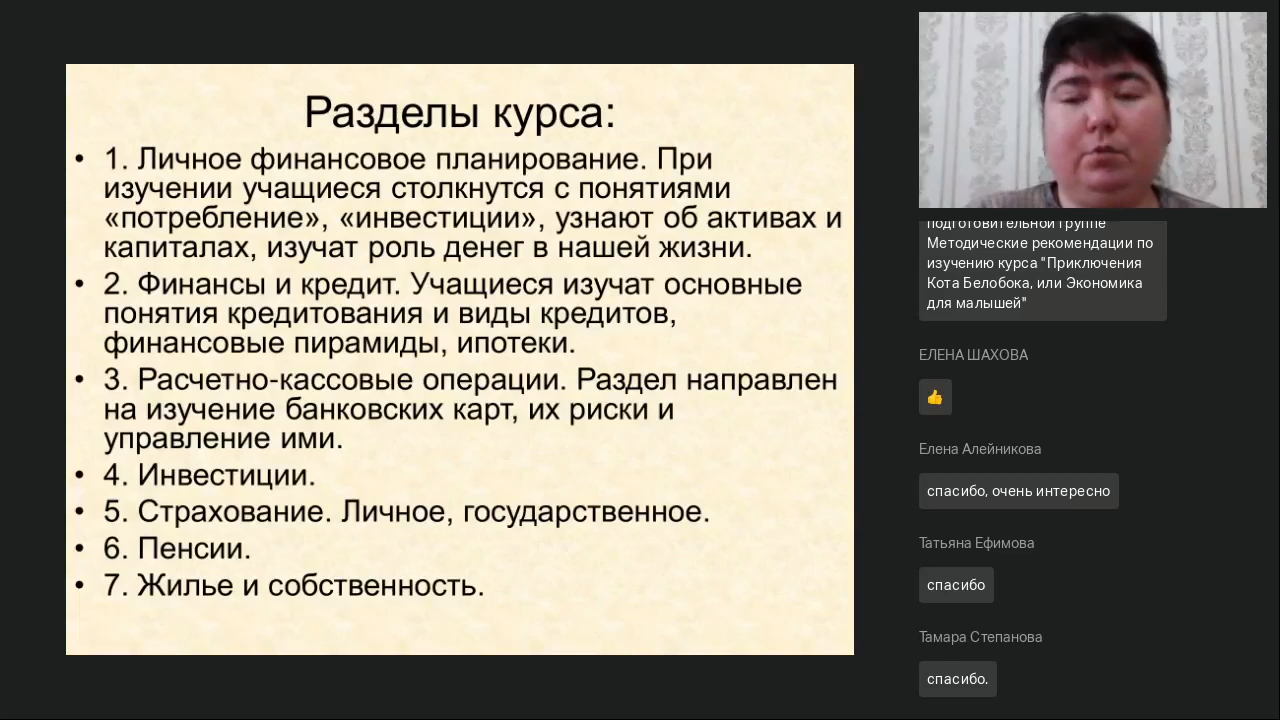 Разделы курса:
• 1. Личное финансовое планирование. При
изучении учащиеся столкнутся с понятиями
«потребление», «инвестиции», узнают об активах и
капиталах, изучат роль денег в нашей жизни.
• 2. Финансы и кредит. Учащиеся изучат основные
понятия кредитования и виды кредитов,
финансовые пирамиды, ипотеки.
• 3. Расчетно-кассовые операции. Раздел направлен
на изучение банковских карт, их риски и
управление ими.
• 4. Инвестиции.
• 5. Страхование. Личное, государственное.
• 6. Пенсии.
• 7. Жилье и собственность.
подготовительной группе
Методические рекомендации по
изучению курса "Приключения
Кота Белобока, или Экономика
для малышей"
ЕЛЕНА ШАХОВА
👍
Елена Алейникова
спасибо, очень интересно
Татьяна Ефимова
спасибо
Тамара Степанова
спасибо.